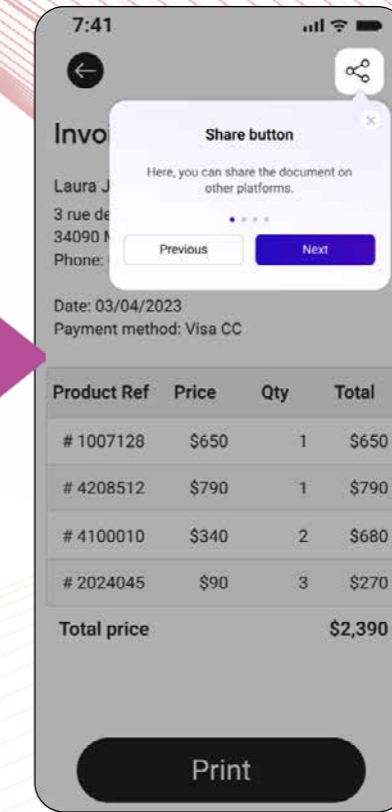 7:41
Invo
Share button
Here, you can share the document on
other platforms.
Previous
Next
Laura J
3 rue de
34090
Phone:
Date: 03/04/2023
Payment method: Visa CC
Product Ref Price Qty Total
# 1007128 $650 1 $650
# 4208512 $790 1 $790
# 4100010 $340 2 $680
# 2024045 $90 3 $270
Total price $2,390
Print